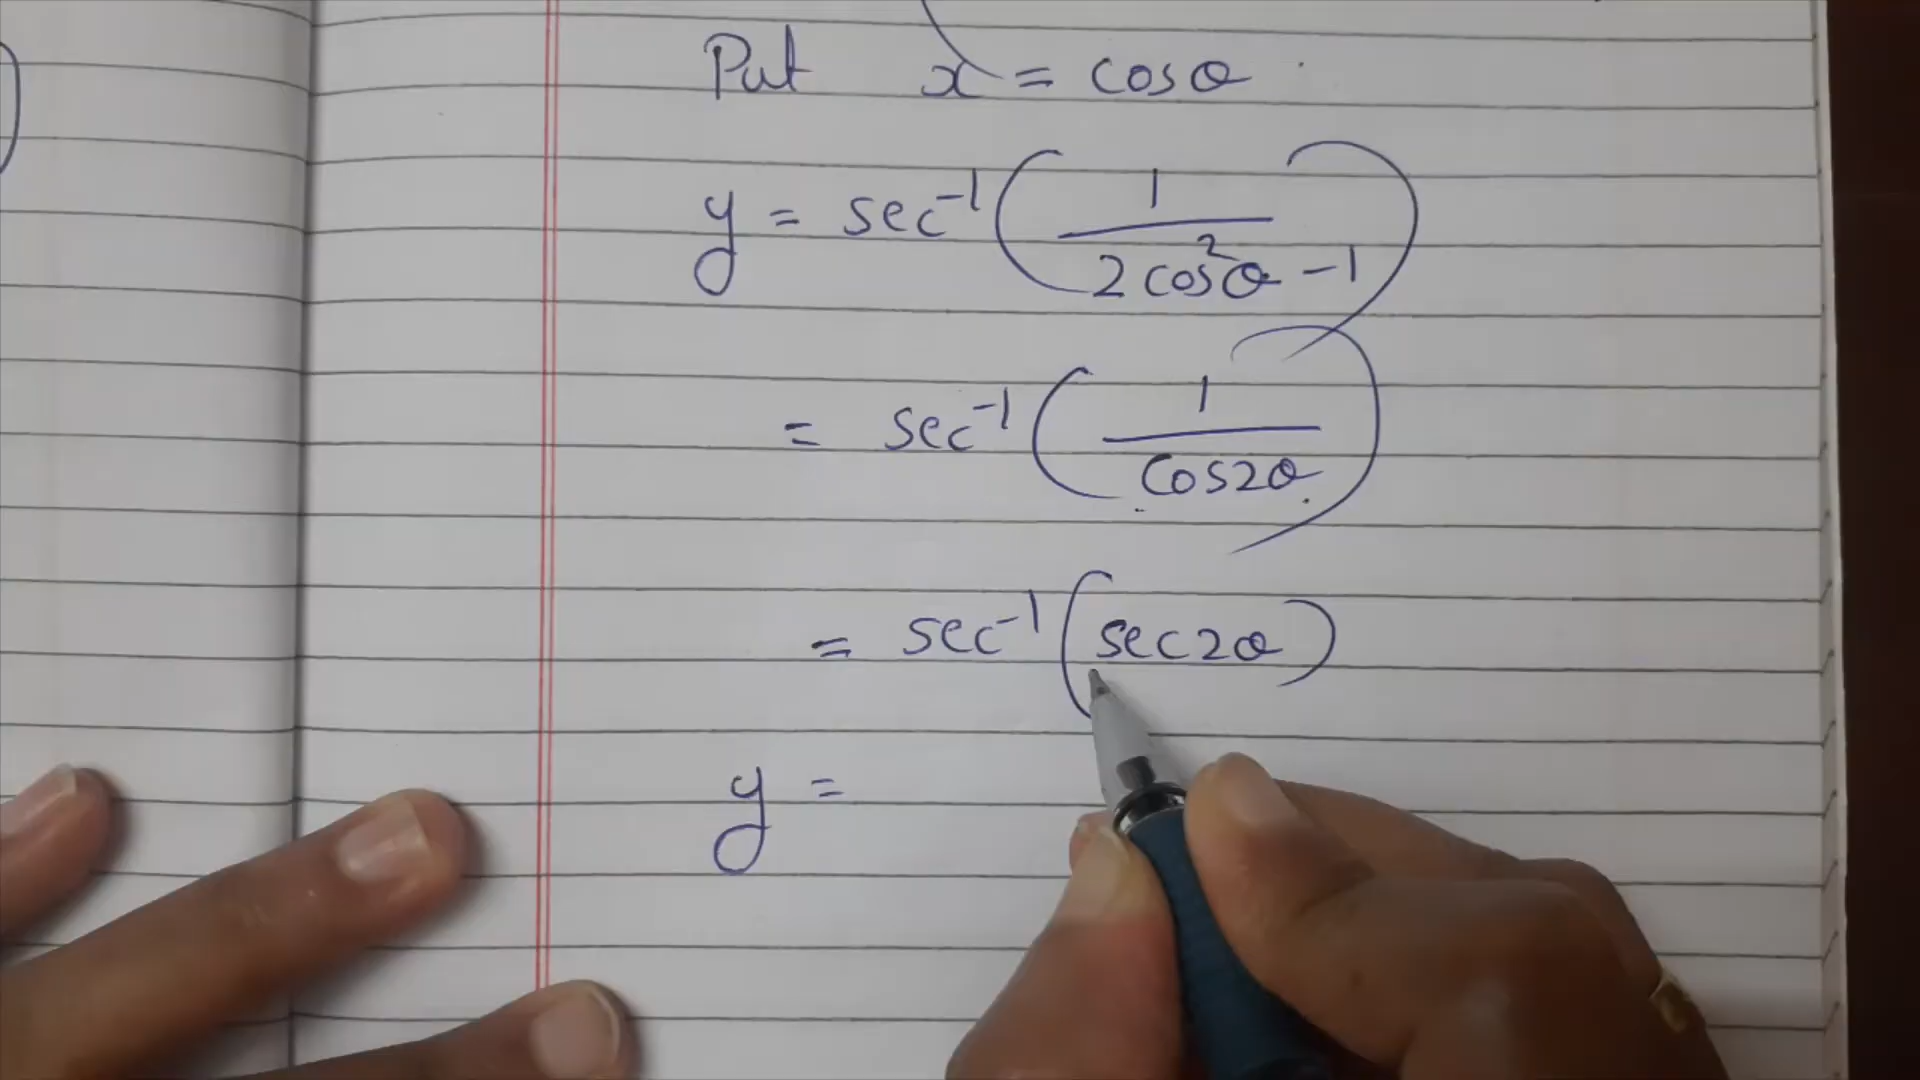 Put x = cosθ
y = sec⁻¹(1/(2cos²θ - 1))
= sec⁻¹(1/cos2θ)
= sec⁻¹(sec2θ)
y =